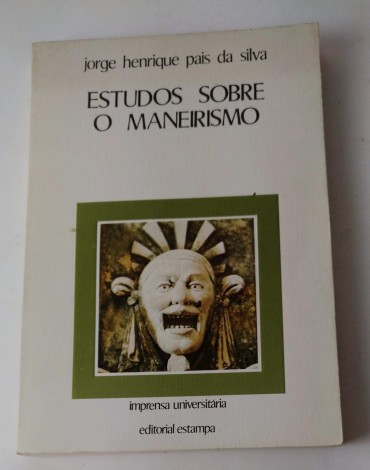 jorge henrique pais da silva
ESTUDOS SOBRE
O MANEIRISMO
imprensa universitária
editorial estampa